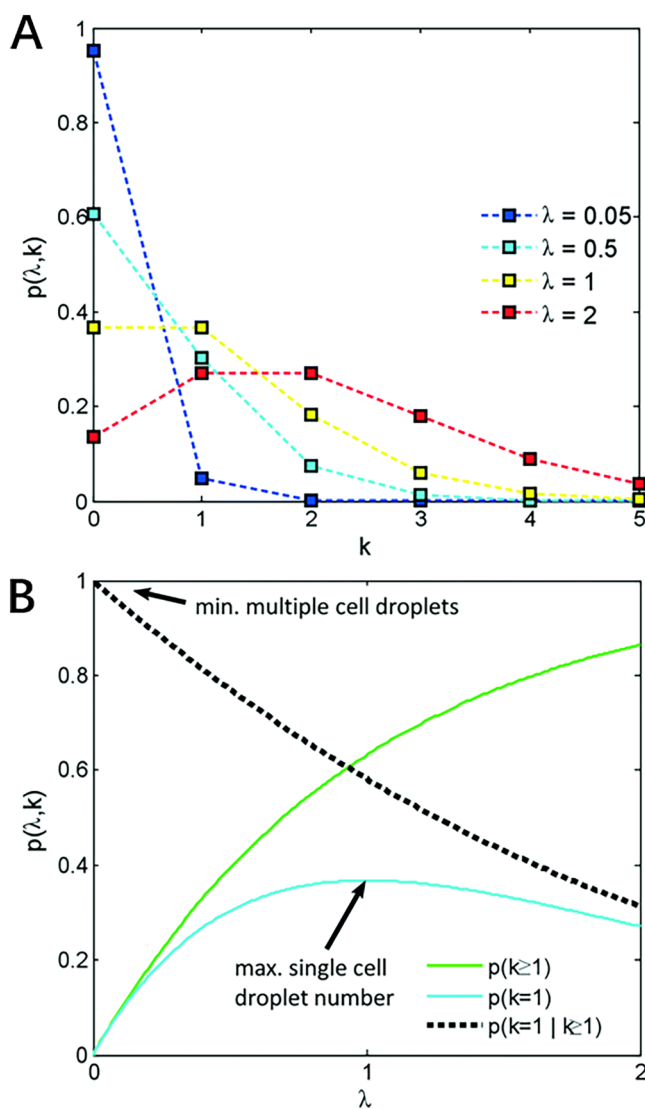 A
1
0.8
0.6
0.4
0.2
0
p(λ,k)
λ = 0.05
λ = 0.5
λ = 1
λ = 2
0 1 2 3 4 5
k
B
1
0.8
0.6
0.4
0.2
0
p(λ,k)
min. multiple cell droplets
max. single cell
droplet number
p(k≥1)
p(k=1)
p(k=1 | k≥1)
0 1 2
λ